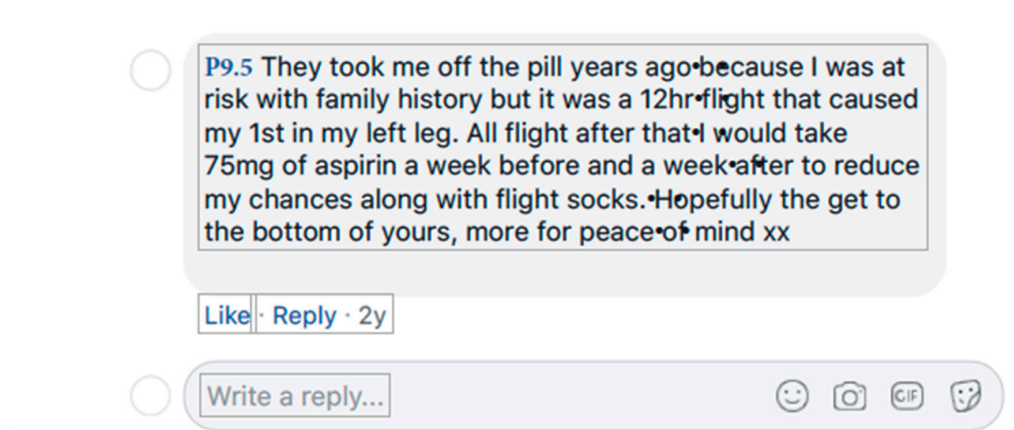 P9.5 They took me off the pill years ago because I was at
risk with family history but it was a 12hr flight that caused
my 1st in my left leg. All flight after that I would take
75mg of aspirin a week before and a week after to reduce
my chances along with flight socks. Hopefully the get to
the bottom of yours, more for peace of mind xx
Like · Reply · 2y
Write a reply...
GIF